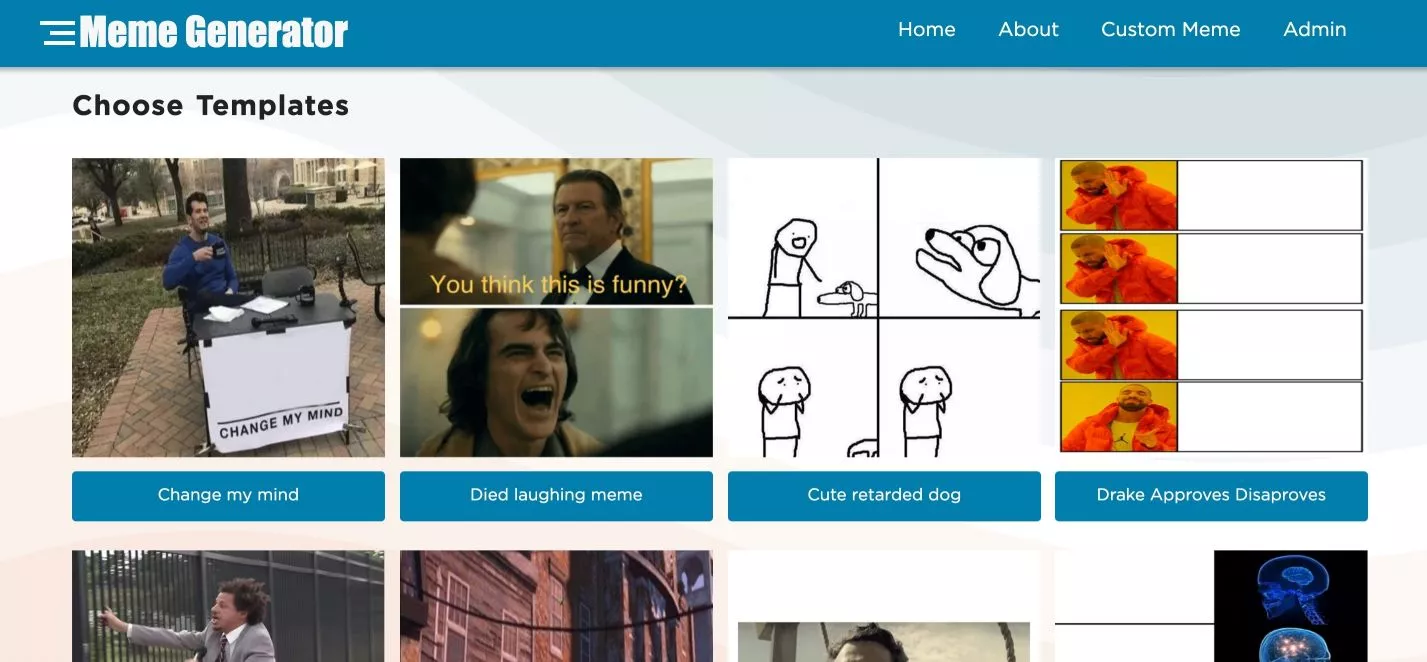 Meme Generator
Home
About
Custom Meme
Admin
Choose Templates
CHANGE MY MIND
You think this is funny?
Change my mind
Died laughing meme
Cute retarded dog
Drake Approves Disaproves